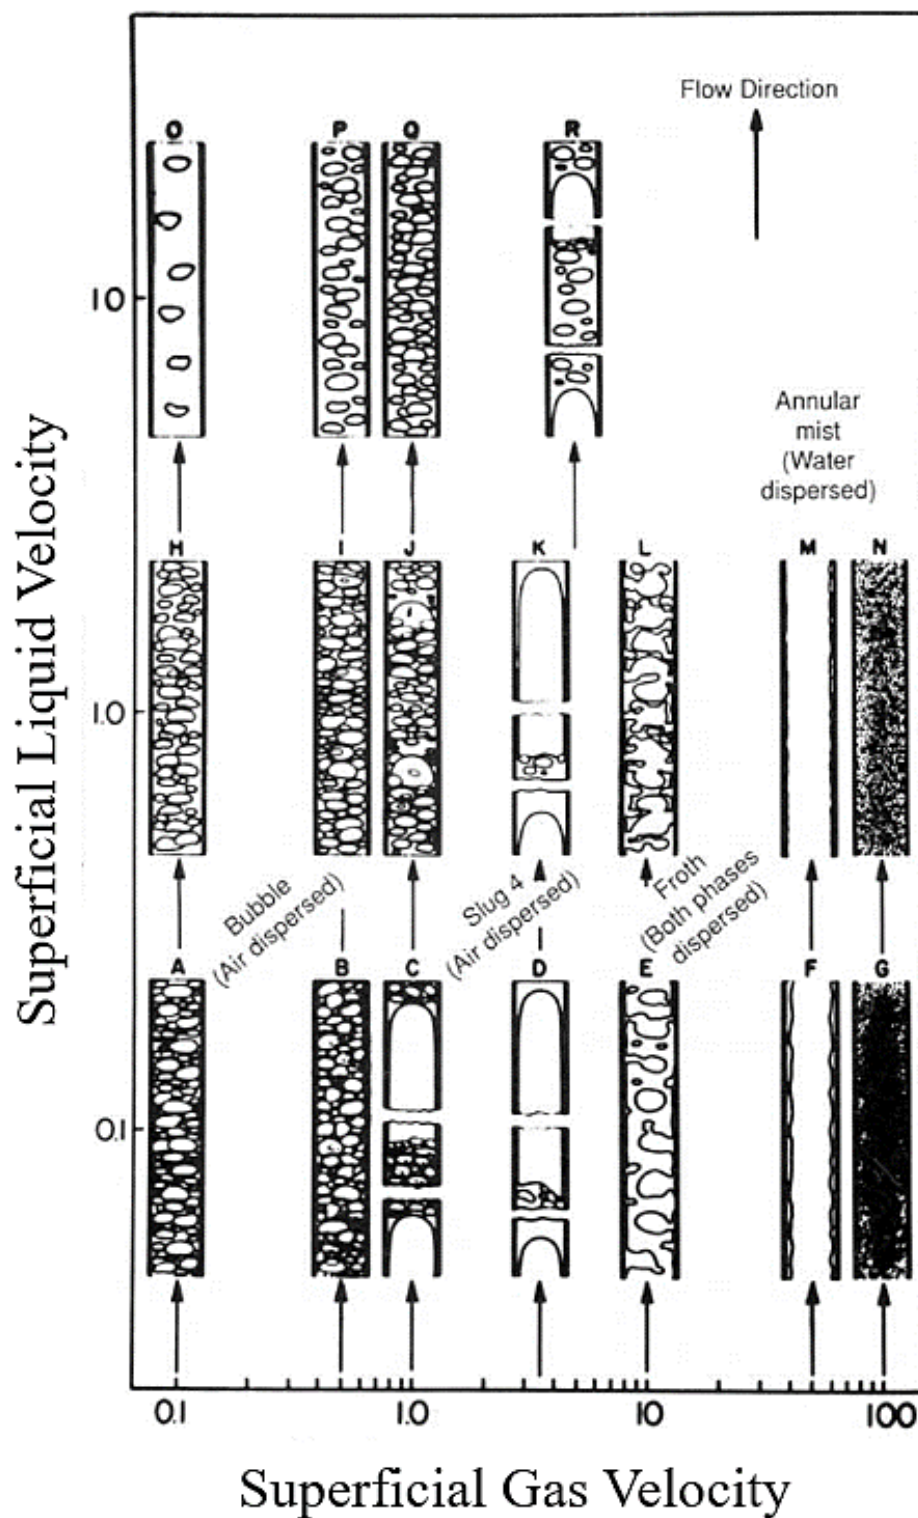 Flow Direction
O P Q R
10
Annular
mist
(Water
dispersed)
Superficial Liquid Velocity
H I J K L M N
1.0
Bubble
(Air dispersed)
Slug 4
(Air dispersed)
Froth
(Both phases
dispersed)
A B C D E F G
0.1
0.1 1.0 10 100
Superficial Gas Velocity